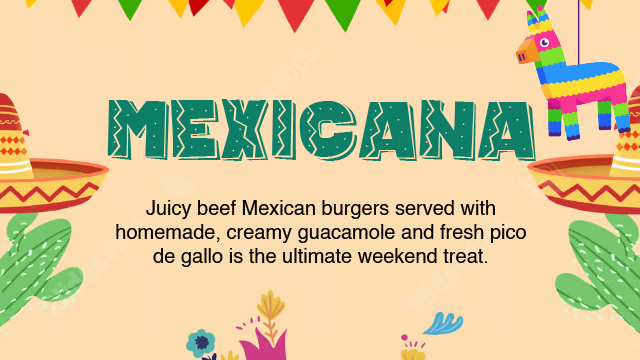 MEXICANA
Juicy beef Mexican burgers served with
homemade, creamy guacamole and fresh pico
de gallo is the ultimate weekend treat.